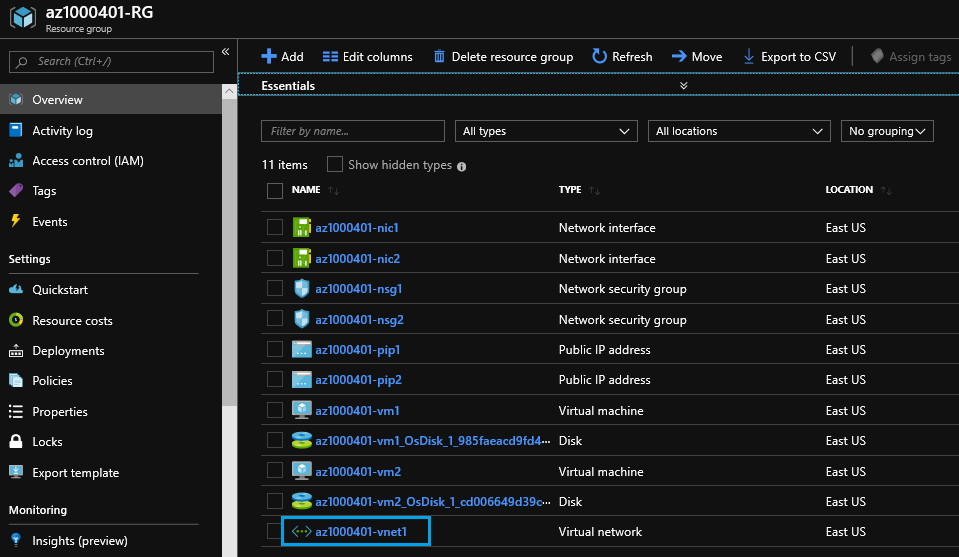 az1000401-RG
Resource group
Search (Ctrl+/)
«
Overview
Activity log
Access control (IAM)
Tags
Events
Settings
Quickstart
Resource costs
Deployments
Policies
Properties
Locks
Export template
Monitoring
Insights (preview)
Add Edit columns Delete resource group Refresh Move Export to CSV Assign tags
Essentials
Filter by name... All types All locations No grouping
11 items Show hidden types
NAME TYPE LOCATION
az1000401-nic1 Network interface East US
az1000401-nic2 Network interface East US
az1000401-nsg1 Network security group East US
az1000401-nsg2 Network security group East US
az1000401-pip1 Public IP address East US
az1000401-pip2 Public IP address East US
az1000401-vm1 Virtual machine East US
az1000401-vm1_OsDisk_1_985faeacd9fd4··· Disk East US
az1000401-vm2 Virtual machine East US
az1000401-vm2_OsDisk_1_cd006649d39c··· Disk East US
az1000401-vnet1 Virtual network East US